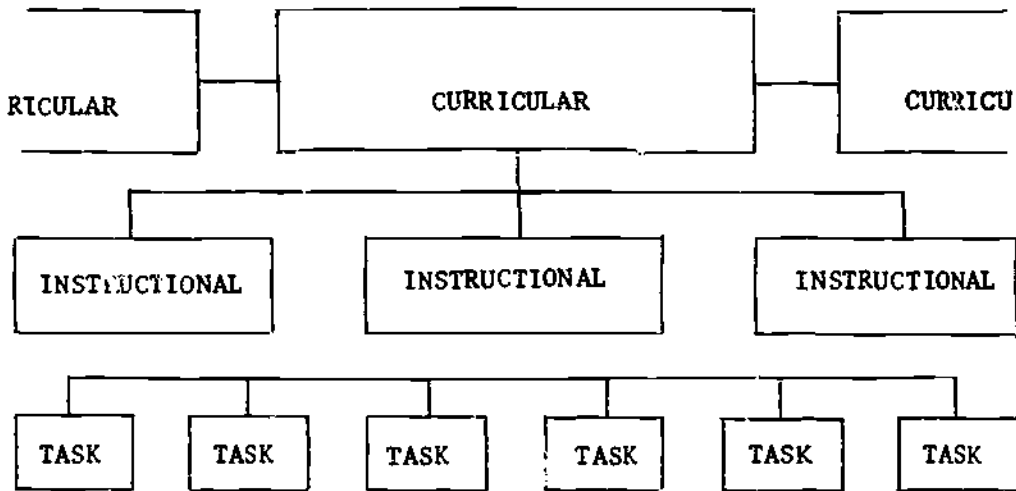 RICULAR CURRICULAR CURRICU
INSTRUCTIONAL INSTRUCTIONAL INSTRUCTIONAL
TASK TASK TASK TASK TASK TASK